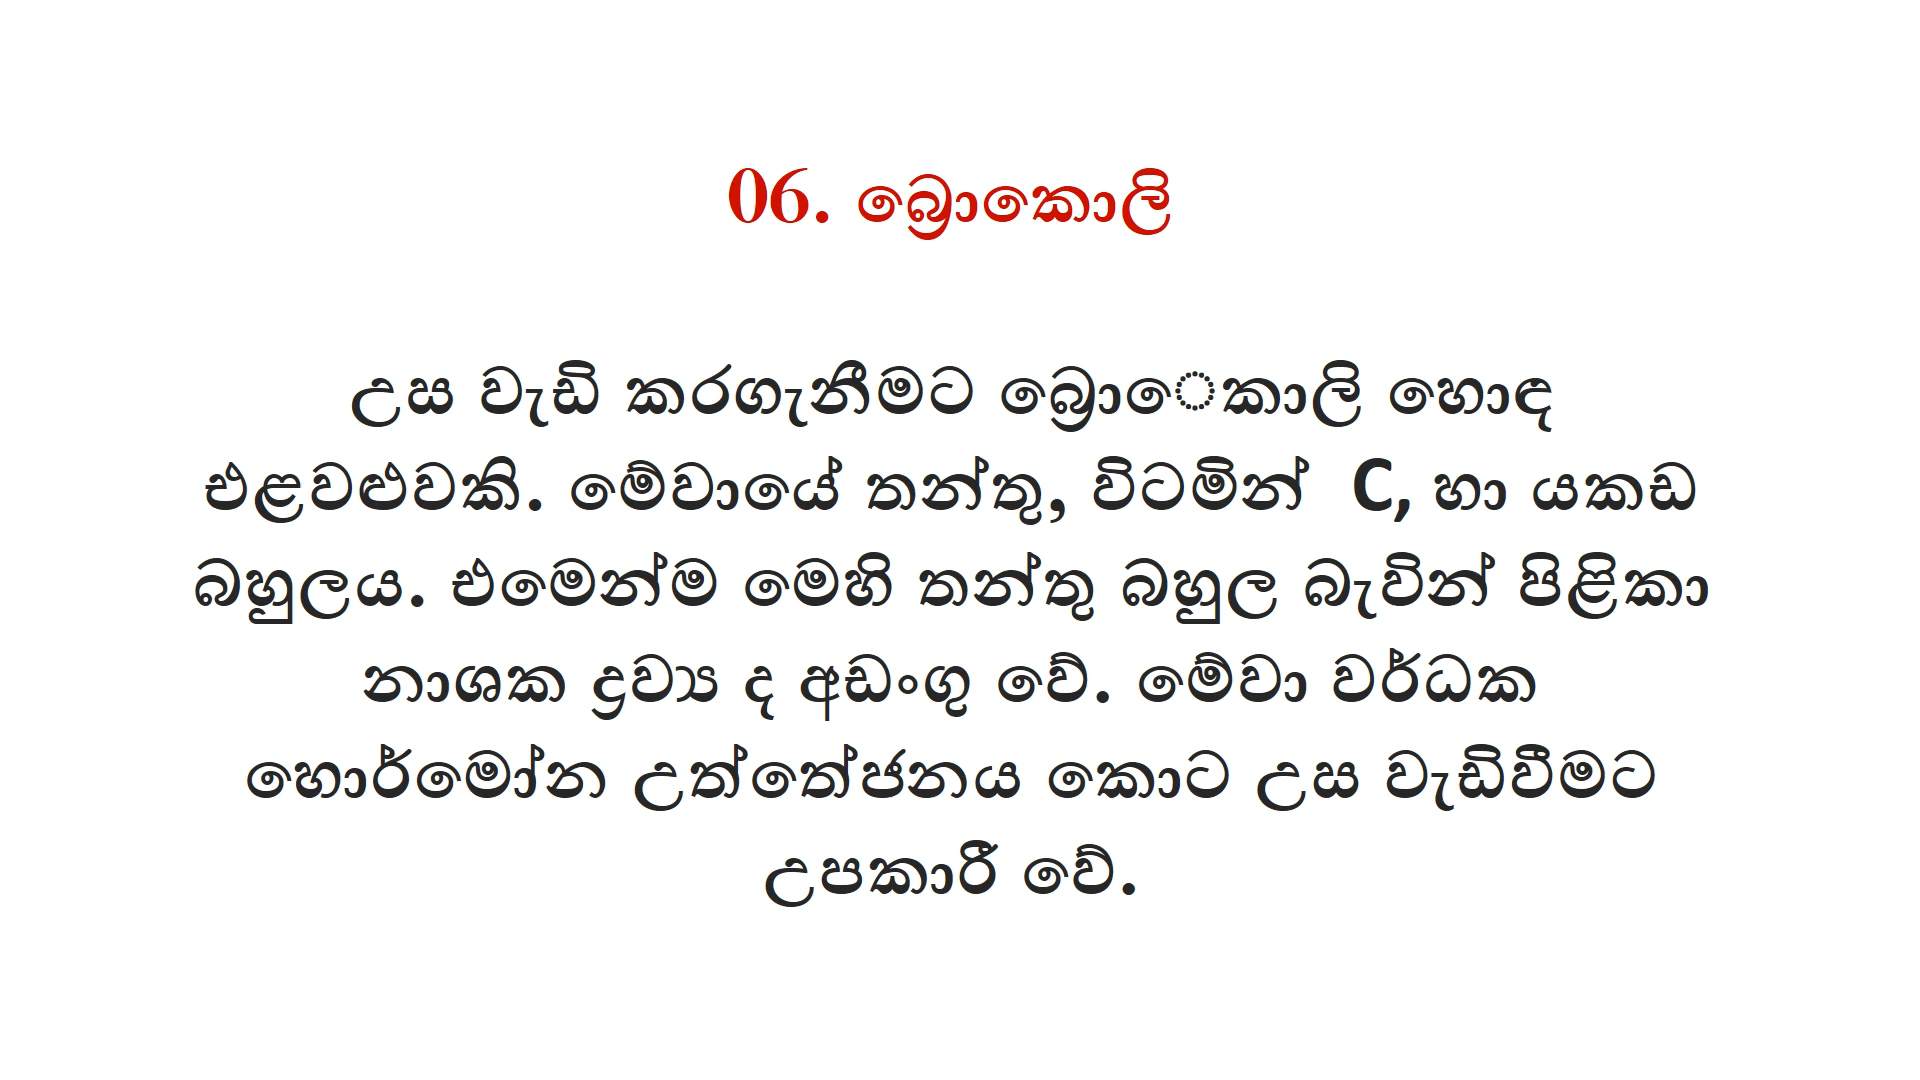 06. බ්‍රොකොලි
උස වැඩි කරගැනීමට බ්‍රොෙකාලි හොඳ
එළවළුවකි. මේවායේ තන්තු, විටමින් C, හා යකඩ
බහුලය. එමෙන්ම මෙහි තන්තු බහුල බැවින් පිළිකා
නාශක ද්‍රව්‍ය ද අඩංගු වේ. මේවා වර්ධක
හොර්මෝන උත්තේජනය කොට උස වැඩිවීමට
උපකාරී වේ.